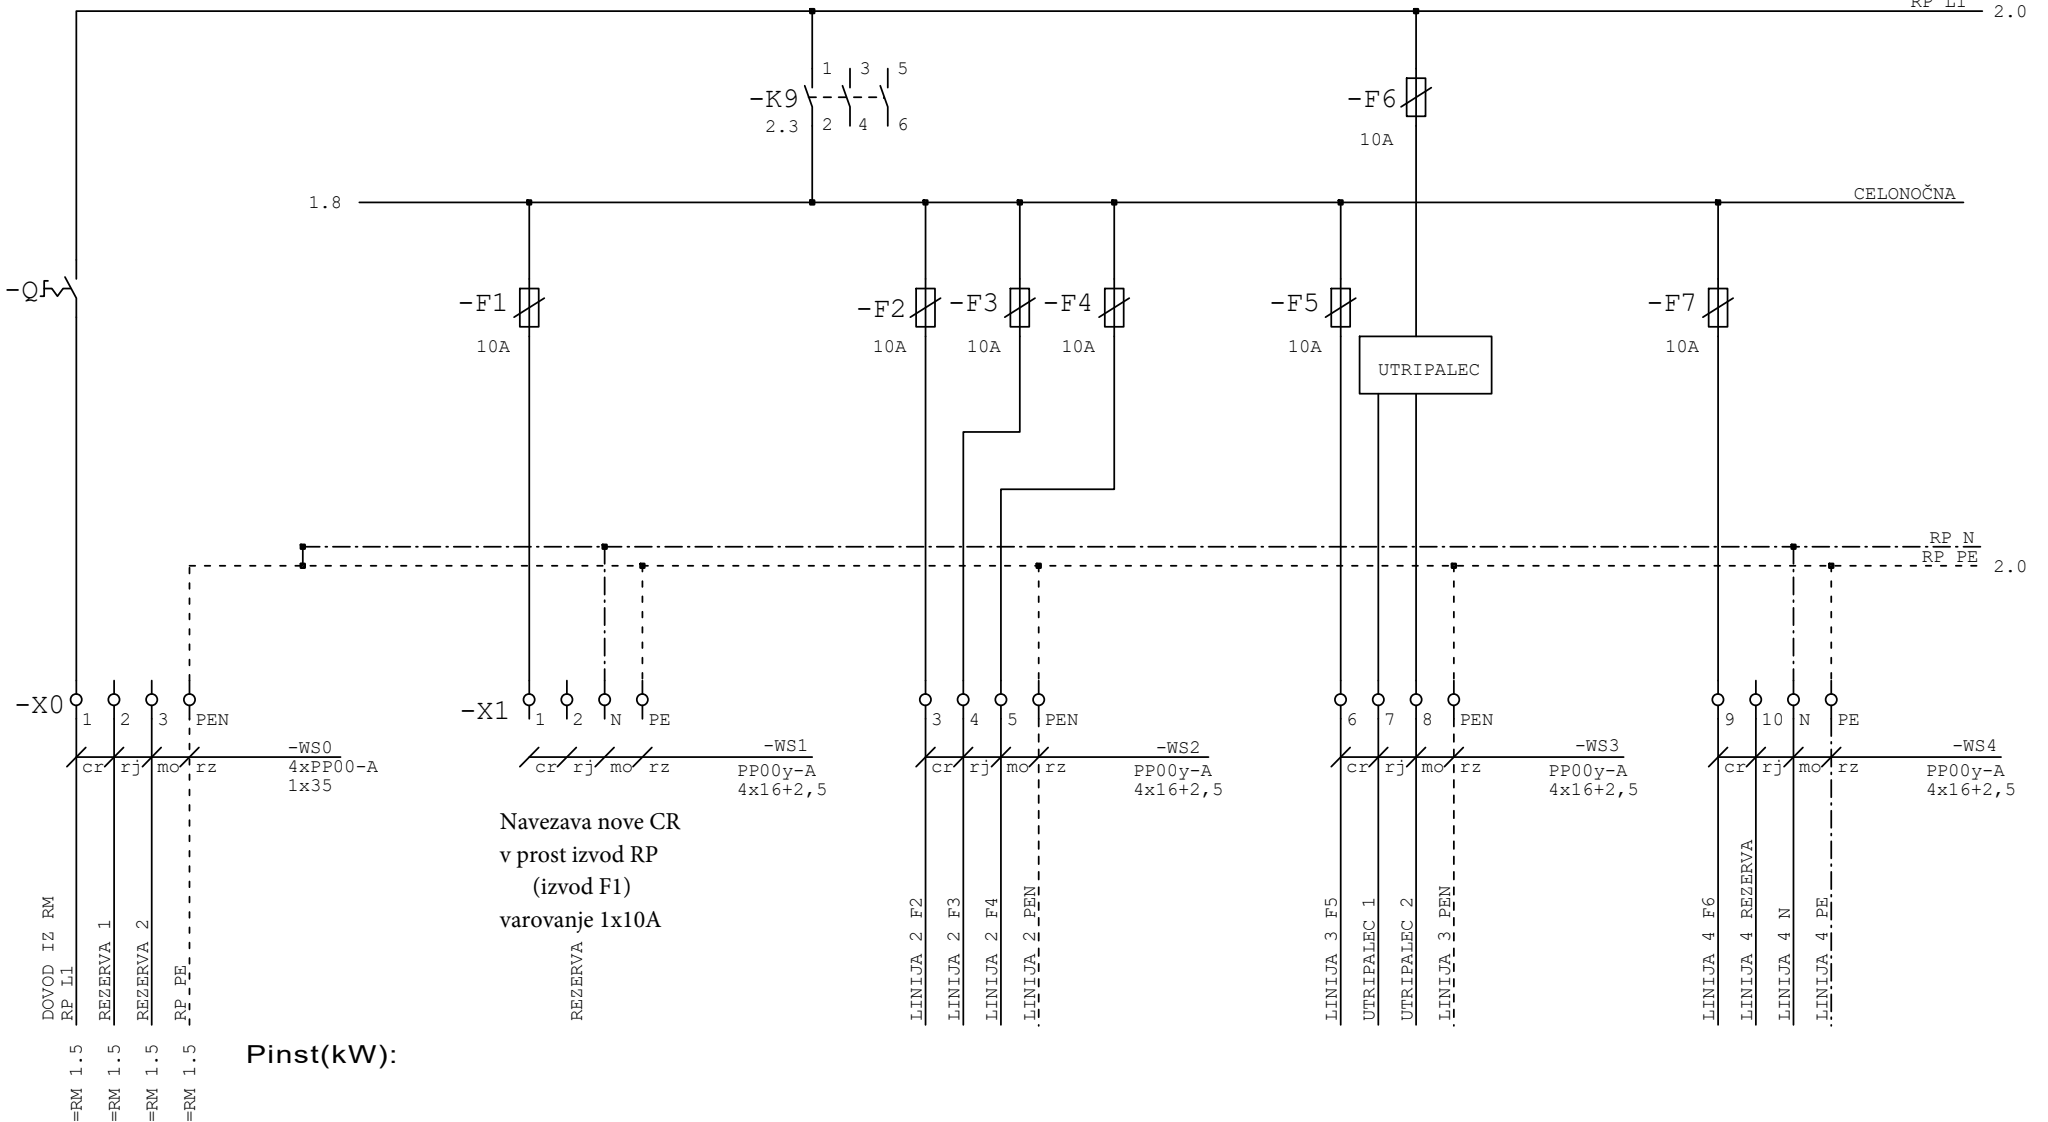 RP L1
2.0
1 3 5
-K9
2.3 2 4 6
-F6
10A
1.8
CELONOČNA
-Q
-F1
10A
-F2
10A
-F3
10A
-F4
10A
-F5
10A
-F7
10A
UTRIPALEC
RP N
RP PE
2.0
-X0
1 2 3 PEN
-X1
1 2 N PE
3 4 5 PEN
6 7 8 PEN
9 10 N PE
cr rj mo rz
-WS0
4xPP00-A
1x35
cr rj mo rz
-WS1
PP00y-A
4x16+2,5
cr rj mo rz
-WS2
PP00y-A
4x16+2,5
cr rj mo rz
-WS3
PP00y-A
4x16+2,5
cr rj mo rz
-WS4
PP00y-A
4x16+2,5
Navezava nove CR
v prost izvod RP
(izvod F1)
varovanje 1x10A
DOVOD IZ RM
RP L1
REZERVA 1
REZERVA 2
RP PE
REZERVA
LINIJA 2 F2
LINIJA 2 F3
LINIJA 2 F4
LINIJA 2 PEN
LINIJA 3 F5
UTRIPALEC 1
UTRIPALEC 2
LINIJA 3 PEN
LINIJA 4 F6
LINIJA 4 REZERVA
LINIJA 4 N
LINIJA 4 PE
=RM 1.5
=RM 1.5
=RM 1.5
=RM 1.5
Pinst(kW):